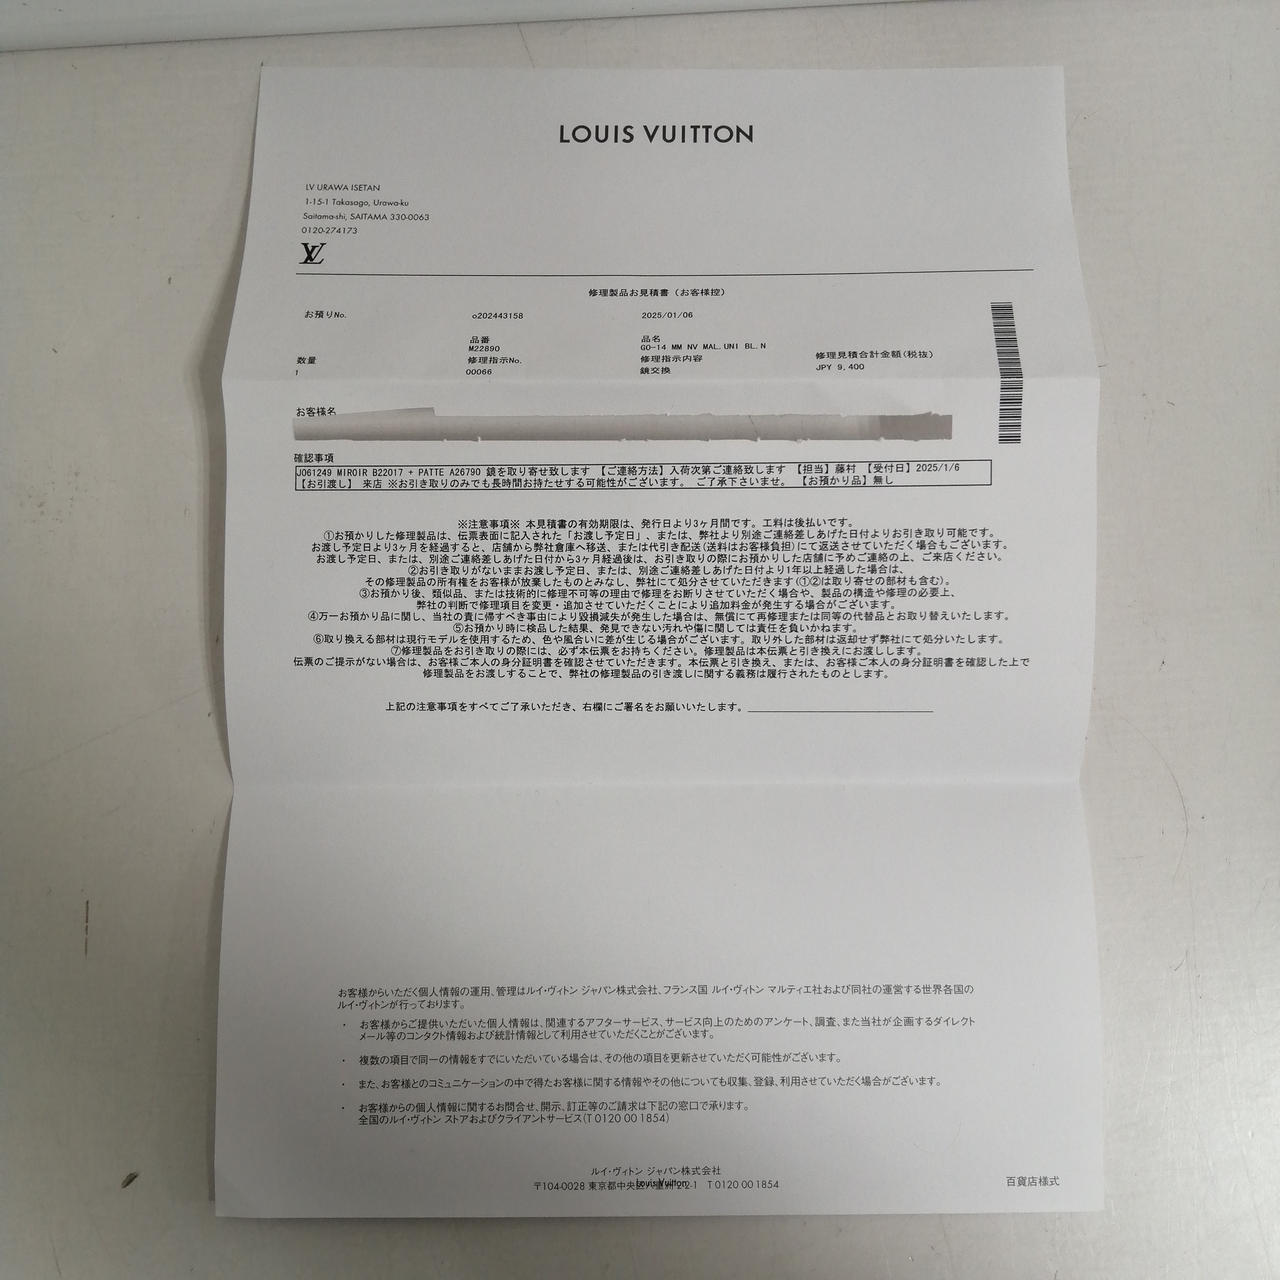 LOUIS VUITTON
LV URAWA ISETAN
1-15-1 Takasago, Urawa-ku
Saitama-shi, SAITAMA 330-0063
0120-274173
LV
修理製品お見積書（お客様控）
お預りNo. o202443158 2025/01/06
品番 品名
M22890 GO-14 MM NV MAL.UNI BL.N
数量 修理指示No. 修理指示内容 修理見積合計金額(税抜)
1 00066 鏡交換 JPY 9,400
お客様名
確認事項
J061249 MIROIR B22017 + PATTE A26790 鏡を取り寄せ致します 【ご連絡方法】入荷次第ご連絡致します 【担当】藤村 【受付日】2025/1/6
【お引渡し】 来店 ※お引き取りのみでも長時間お持たせする可能性がございます。 ご了承下さいませ。 【お預かり品】無し
※注意事項※ 本見積書の有効期限は、発行日より3ヶ月間です。工料は後払いです。
①お預かりした修理製品は、伝票表面に記入された「お渡し予定日」、または、弊社より別途ご連絡差しあげた日付よりお引き取り可能です。
お渡し予定日より3ヶ月を経過すると、店舗から弊社倉庫へ移送、または代引き配送(送料はお客様負担)にて返送させていただく場合もございます。
お渡し予定日、または、別途ご連絡差しあげた日付から3ヶ月経過後は、お引き取りの際にお預かりした店舗に予めご連絡の上、ご来店ください。
②お引き取りがないままお渡し予定日、または、別途ご連絡差しあげた日付より1年以上経過した場合は、
その修理製品の所有権をお客様が放棄したものとみなし、弊社にて処分させていただきます(①②は取り寄せの部材も含む)。
③お預かり後、類似品、または技術的に修理不可等の理由で修理をお断りさせていただく場合や、製品の構造や修理の必要上、
弊社の判断で修理項目を変更・追加させていただくことにより追加料金が発生する場合がございます。
④万一お預かり品に関し、当社の責に帰すべき事由により毀損滅失が発生した場合は、無償にて再修理または同等の代替品とお取り替えいたします。
⑤お預かり時に検品した結果、発見できない汚れや傷に関しては責任を負いかねます。
⑥取り換える部材は現行モデルを使用するため、色や風合いに差が生じる場合がございます。取り外した部材は返却せず弊社にて処分いたします。
⑦修理製品をお引き取りの際には、必ず本伝票をお持ちください。修理製品は本伝票と引き換えにお渡しします。
伝票のご提示がない場合は、お客様ご本人の身分証明書を確認させていただきます。本伝票と引き換え、または、お客様ご本人の身分証明書を確認した上で
修理製品をお渡しすることで、弊社の修理製品の引き渡しに関する義務は履行されたものとします。
上記の注意事項をすべてご了承いただき、右欄にご署名をお願いいたします。
お客様からいただく個人情報の運用、管理はルイ・ヴィトン ジャパン株式会社、フランス国 ルイ・ヴィトン マルティエ社および同社の運営する世界各国の
ルイ・ヴィトンが行っております。
・ お客様からご提供いただいた個人情報は、関連するアフターサービス、サービス向上のためのアンケート、調査、また当社が企画するダイレクト
メール等のコンタクト情報および統計情報として利用させていただくことがございます。
・ 複数の項目で同一の情報をすでにいただいている場合は、その他の項目を更新させていただく可能性がございます。
・ また、お客様とのコミュニケーションの中で得たお客様に関する情報やその他についても収集、登録、利用させていただく場合がございます。
・ お客様からの個人情報に関するお問合せ、開示、訂正等のご請求は下記の窓口で承ります。
全国のルイ・ヴィトン ストアおよびクライアントサービス(T 0120 00 1854)
ルイ・ヴィトン ジャパン株式会社
〒104-0028 東京都中央区八重洲 2-2-1 T 0120 00 1854
Louis Vuitton
百貨店様式